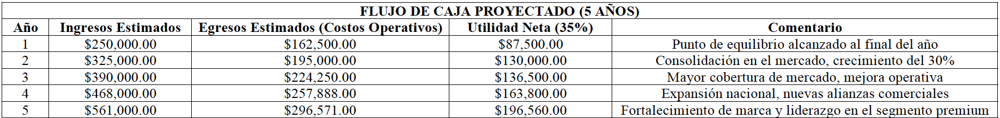 FLUJO DE CAJA PROYECTADO (5 AÑOS)
Año Ingresos Estimados Egresos Estimados (Costos Operativos) Utilidad Neta (35%) Comentario
1 $250,000.00 $162,500.00 $87,500.00 Punto de equilibrio alcanzado al final del año
2 $325,000.00 $195,000.00 $130,000.00 Consolidación en el mercado, crecimiento del 30%
3 $390,000.00 $224,250.00 $136,500.00 Mayor cobertura de mercado, mejora operativa
4 $468,000.00 $257,888.00 $163,800.00 Expansión nacional, nuevas alianzas comerciales
5 $561,000.00 $296,571.00 $196,560.00 Fortalecimiento de marca y liderazgo en el segmento premium